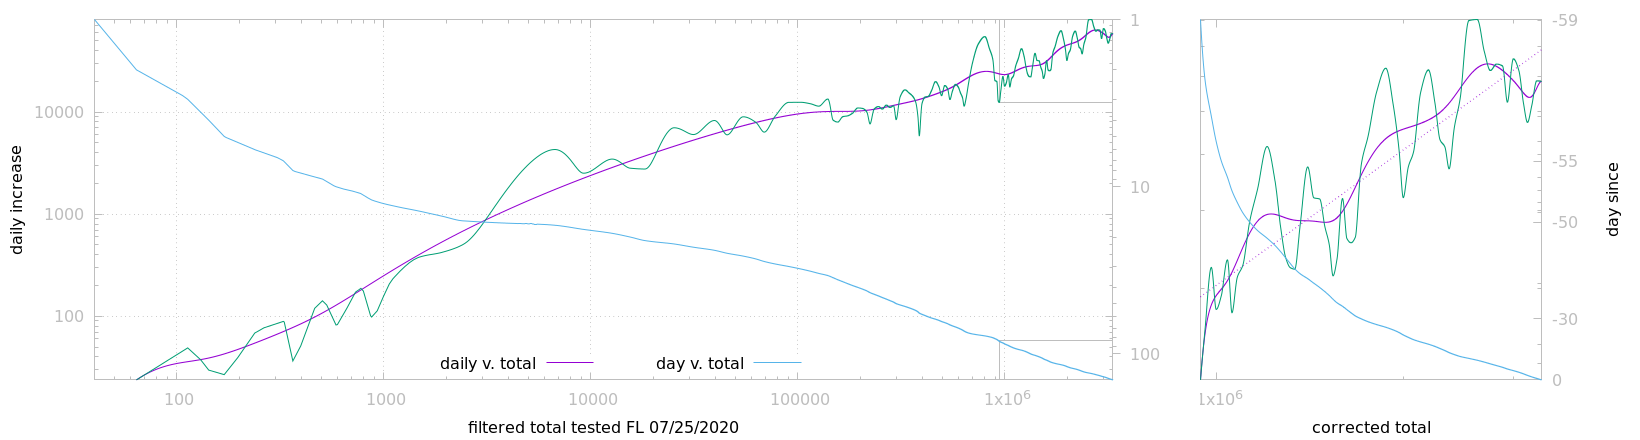 daily increase
10000
1000
100
daily v. total
day v. total
1
10
100
100
1000
10000
100000
1x10⁶
filtered total tested FL 07/25/2020
-59
-55
-50
-30
0
day since
1x10⁶
corrected total